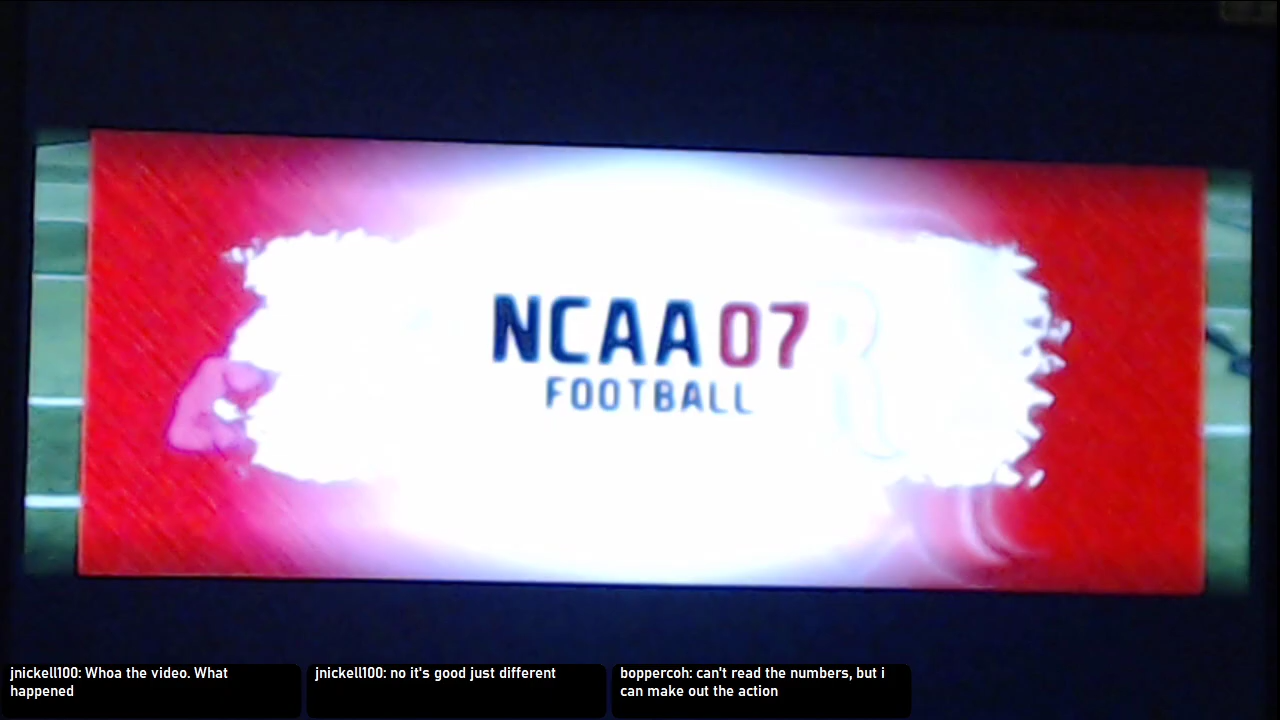 NCAA 07
FOOTBALL
jnickell100: Whoa the video. What
happened
jnickell100: no it's good just different
boppercoh: can't read the numbers, but i
can make out the action